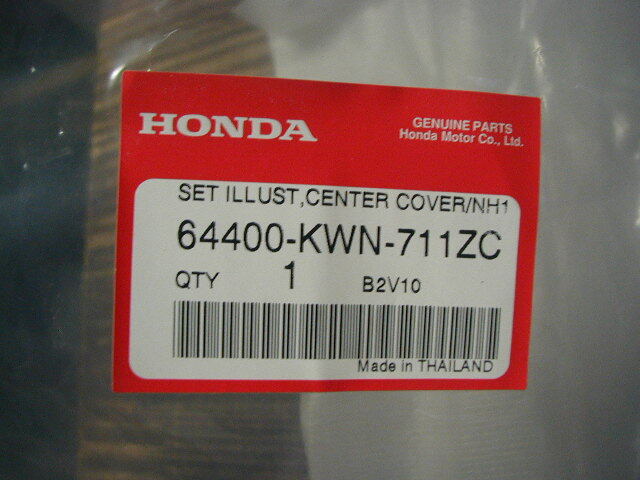 HONDA
GENUINE PARTS
Honda Motor Co., Ltd.
SET ILLUST,CENTER COVER/NH1
64400-KWN-711ZC
QTY 1 B2V10
Made in THAILAND